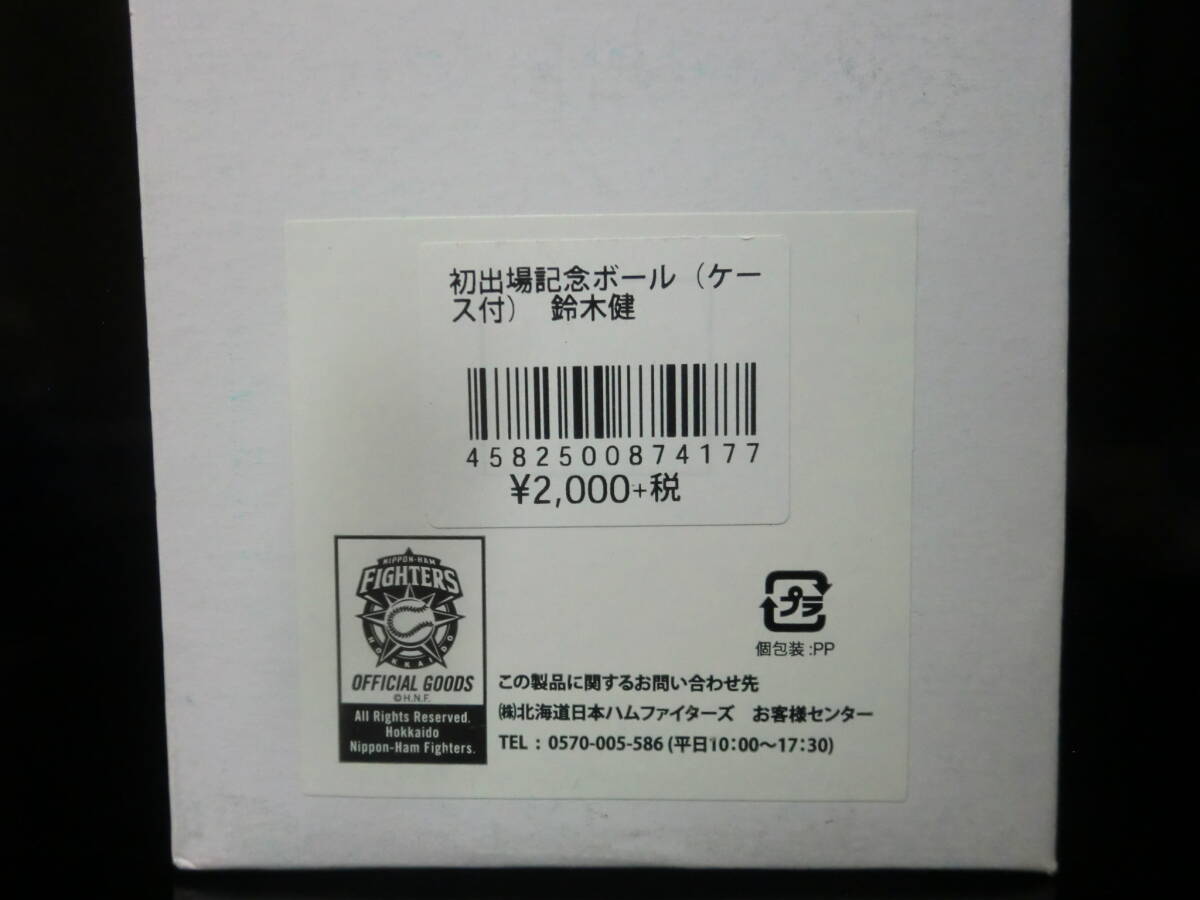 初出場記念ボール（ケー
ス付）　鈴木健
4582500874177
¥2,000+税
NIPPON-HAM
FIGHTERS
HOKKAIDO
OFFICIAL GOODS
©H.N.F.
All Rights Reserved.
Hokkaido
Nippon-Ham Fighters.
プラ
個包装:PP
この製品に関するお問い合わせ先
㈱北海道日本ハムファイターズ　お客様センター
TEL : 0570-005-586 (平日10:00～17:30)